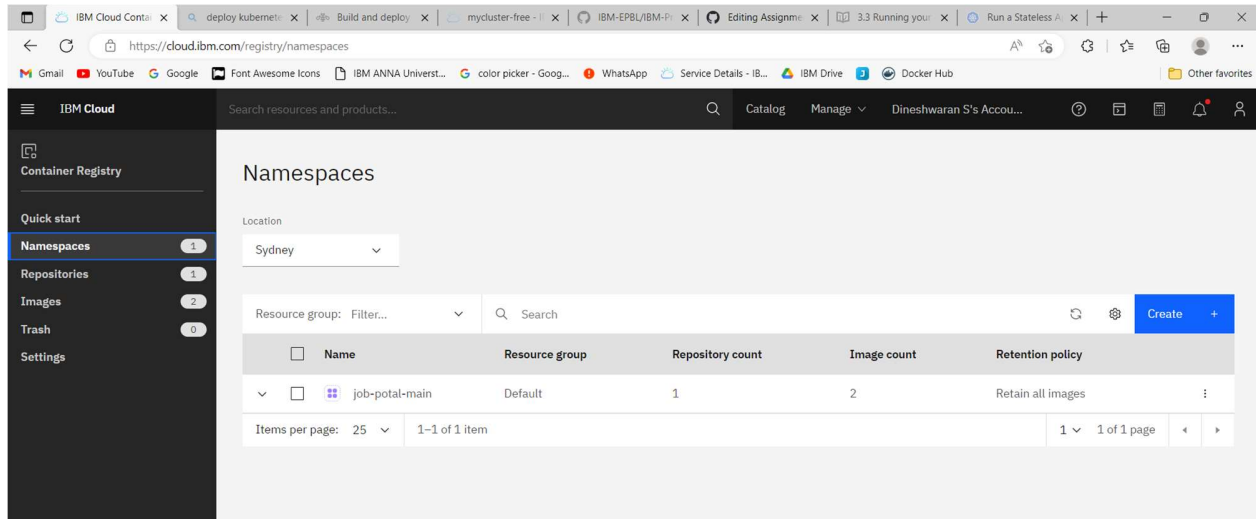 IBM Cloud Contai
deploy kubernete
Build and deploy
mycluster-free - I
IBM-EPBL/IBM-Pr
Editing Assignme
3.3 Running your
Run a Stateless A
https://cloud.ibm.com/registry/namespaces
Gmail YouTube Google Font Awesome Icons IBM ANNA Universt... color picker - Goog... WhatsApp Service Details - IB... IBM Drive Docker Hub Other favorites
IBM Cloud Search resources and products... Catalog Manage Dineshwaran S's Accou...
Container Registry
Quick start
Namespaces 1
Repositories 1
Images 2
Trash 0
Settings
Namespaces
Location
Sydney
Resource group: Filter... Search Create +
Name Resource group Repository count Image count Retention policy
job-potal-main Default 1 2 Retain all images
Items per page: 25 1–1 of 1 item 1 1 of 1 page